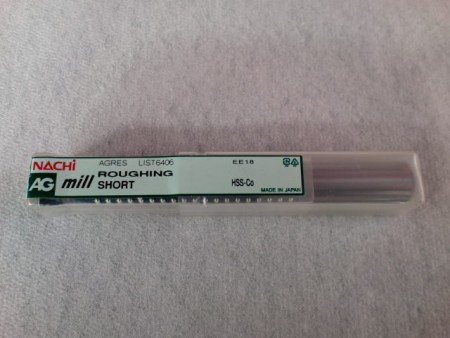 NACHI AGRES LIST6406 EE18
AG mill ROUGHING
SHORT HSS-Co
MADE IN JAPAN